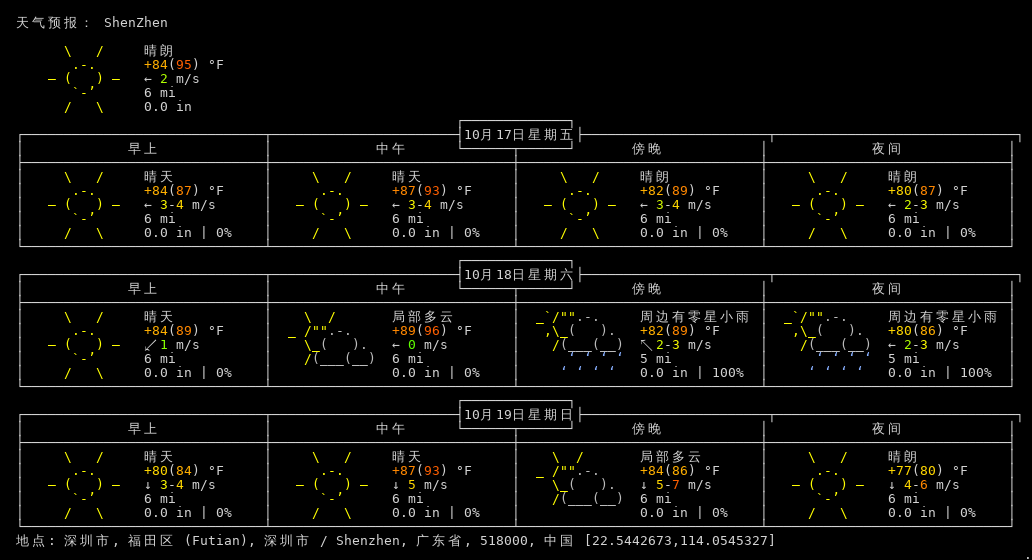 天气预报： ShenZhen
晴朗
+84(95) °F
← 2 m/s
6 mi
0.0 in
10月17日星期五
早上 中午 傍晚 夜间
晴天 晴天 晴朗 晴朗
+84(87) °F +87(93) °F +82(89) °F +80(87) °F
← 3-4 m/s ← 3-4 m/s ← 3-4 m/s ← 2-3 m/s
6 mi 6 mi 6 mi 6 mi
0.0 in | 0% 0.0 in | 0% 0.0 in | 0% 0.0 in | 0%
10月18日星期六
早上 中午 傍晚 夜间
晴天 局部多云 周边有零星小雨 周边有零星小雨
+84(89) °F +89(96) °F +82(89) °F +80(86) °F
↙ 1 m/s ← 0 m/s ↖ 2-3 m/s ← 2-3 m/s
6 mi 6 mi 5 mi 5 mi
0.0 in | 0% 0.0 in | 0% 0.0 in | 100% 0.0 in | 100%
10月19日星期日
早上 中午 傍晚 夜间
晴天 晴天 局部多云 晴朗
+80(84) °F +87(93) °F +84(86) °F +77(80) °F
↓ 3-4 m/s ↓ 5 m/s ↓ 5-7 m/s ↓ 4-6 m/s
6 mi 6 mi 6 mi 6 mi
0.0 in | 0% 0.0 in | 0% 0.0 in | 0% 0.0 in | 0%
地点: 深圳市, 福田区 (Futian), 深圳市 / Shenzhen, 广东省, 518000, 中国 [22.5442673,114.0545327]